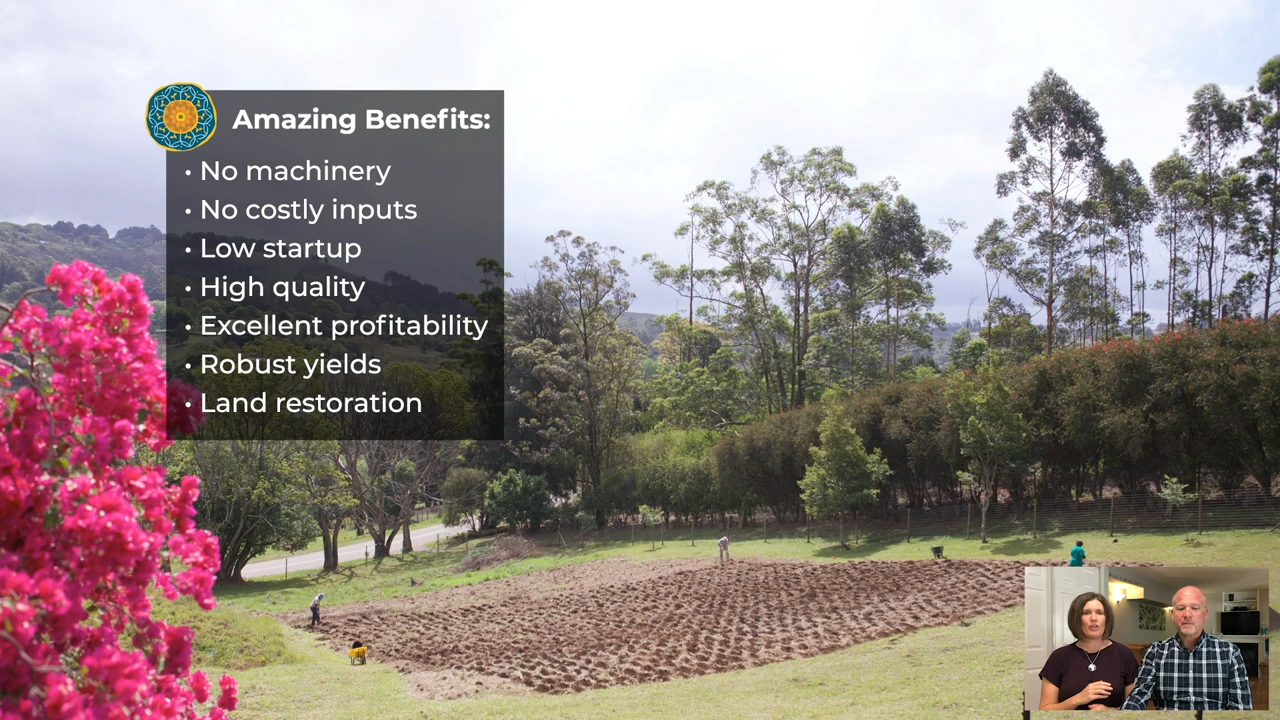 Amazing Benefits:
• No machinery
• No costly inputs
• Low startup
• High quality
• Excellent profitability
• Robust yields
• Land restoration